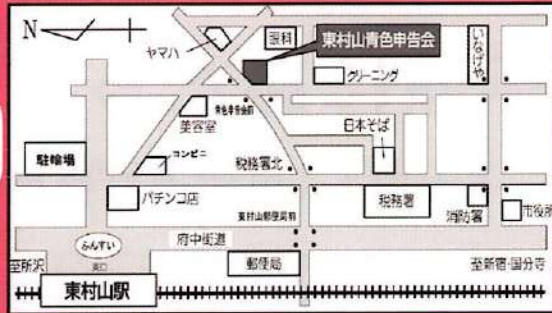 N
ヤマハ
眼科
東村山青色申告会
クリーニング
いなげや
青色申告会前
美容室
日本そば
コンビニ
税務署北
駐輪場
パチンコ店
税務署
消防署
市役所
東村山郵便局前
府中街道
ふんすい
東口
郵便局
至所沢
至新宿・国分寺
東村山駅